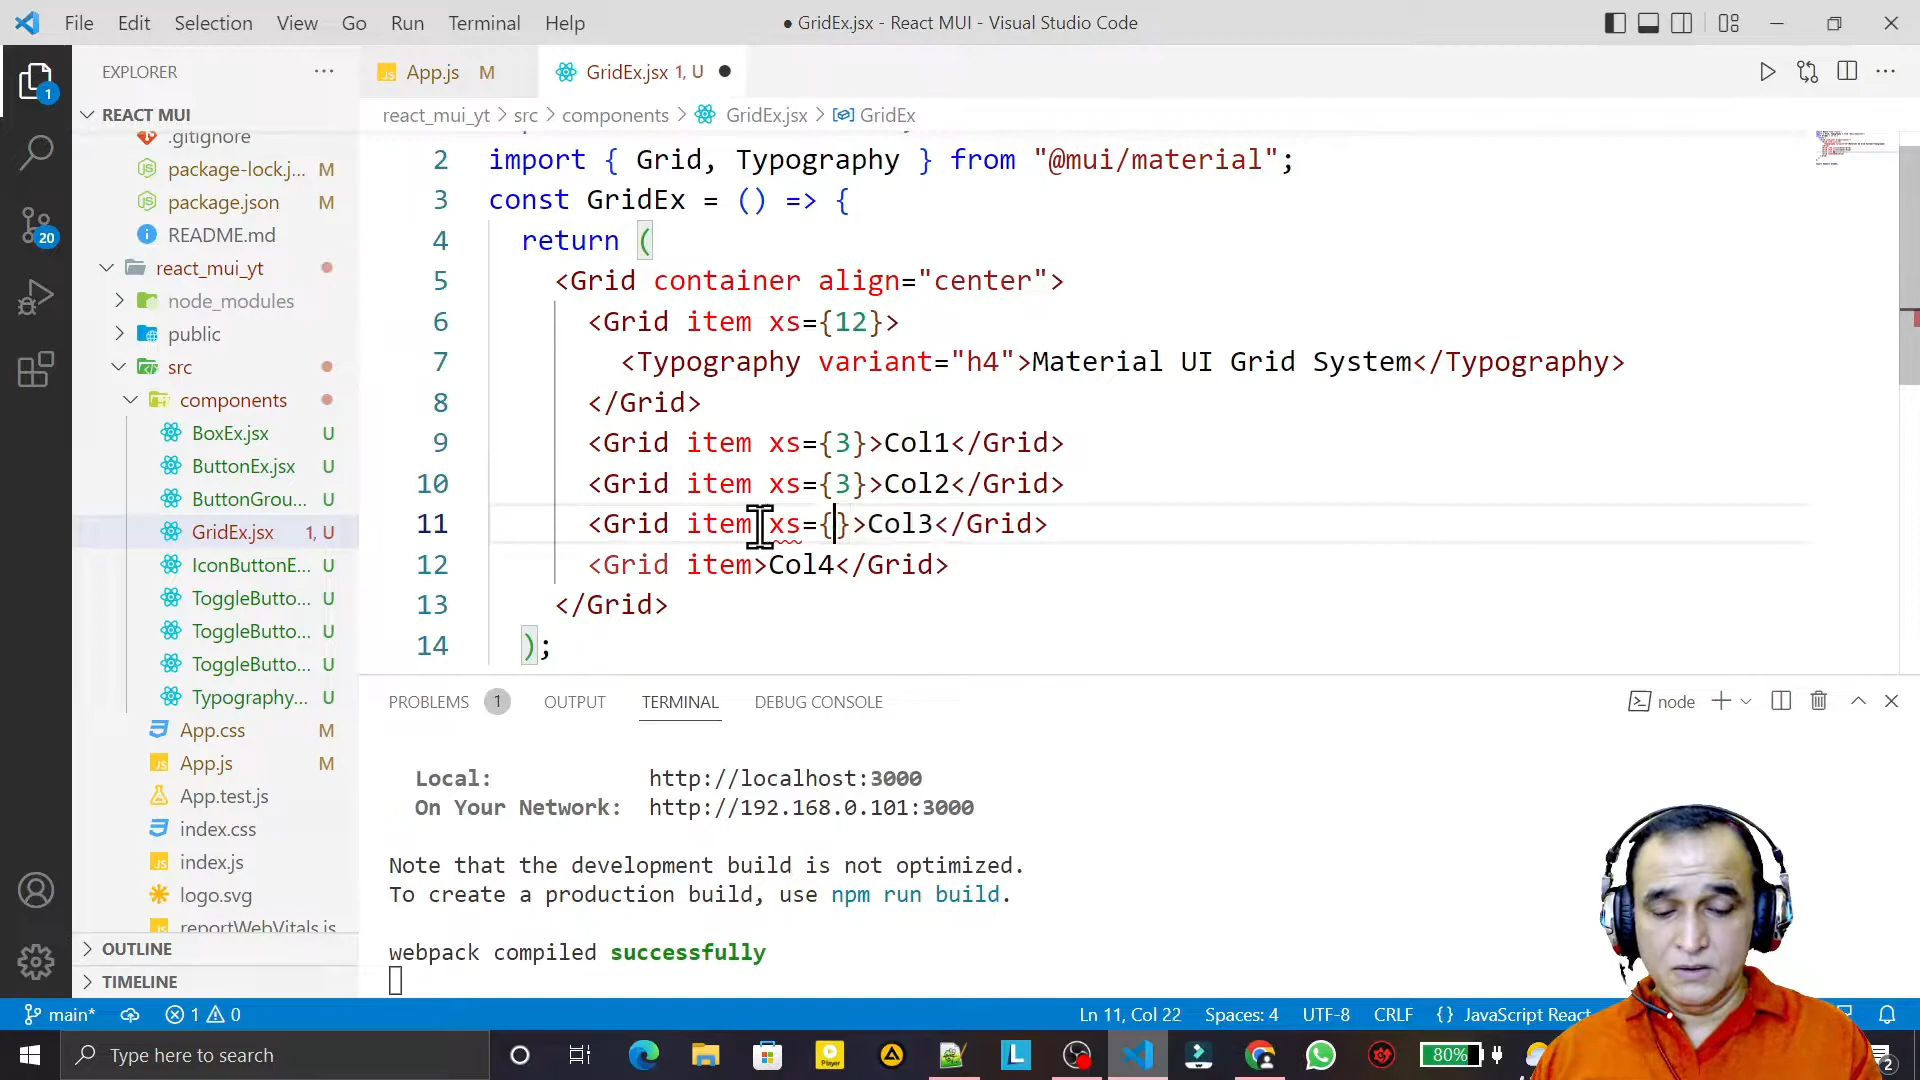 File Edit Selection View Go Run Terminal Help
● GridEx.jsx - React MUI - Visual Studio Code
EXPLORER
App.js M
GridEx.jsx 1, U
REACT MUI
react_mui_yt > src > components > GridEx.jsx > GridEx
.gitignore
package-lock.j... M
package.json M
README.md
react_mui_yt
node_modules
public
src
components
BoxEx.jsx U
ButtonEx.jsx U
ButtonGrou... U
GridEx.jsx 1, U
IconButtonE... U
ToggleButto... U
ToggleButto... U
ToggleButto... U
Typography... U
App.css M
App.js M
App.test.js
index.css
index.js
logo.svg
reportWebVitals.js
OUTLINE
TIMELINE
1
20
2 import { Grid, Typography } from "@mui/material";
3 const GridEx = () => {
4 return (
5 <Grid container align="center">
6 <Grid item xs={12}>
7 <Typography variant="h4">Material UI Grid System</Typography>
8 </Grid>
9 <Grid item xs={3}>Col1</Grid>
10 <Grid item xs={3}>Col2</Grid>
11 <Grid item xs={}>Col3</Grid>
12 <Grid item>Col4</Grid>
13 </Grid>
14 );
PROBLEMS 1 OUTPUT TERMINAL DEBUG CONSOLE
node
Local: http://localhost:3000
On Your Network: http://192.168.0.101:3000
Note that the development build is not optimized.
To create a production build, use npm run build.
webpack compiled successfully
main* 1 0
Ln 11, Col 22 Spaces: 4 UTF-8 CRLF {} JavaScript React
Type here to search
Player
L
80%
2